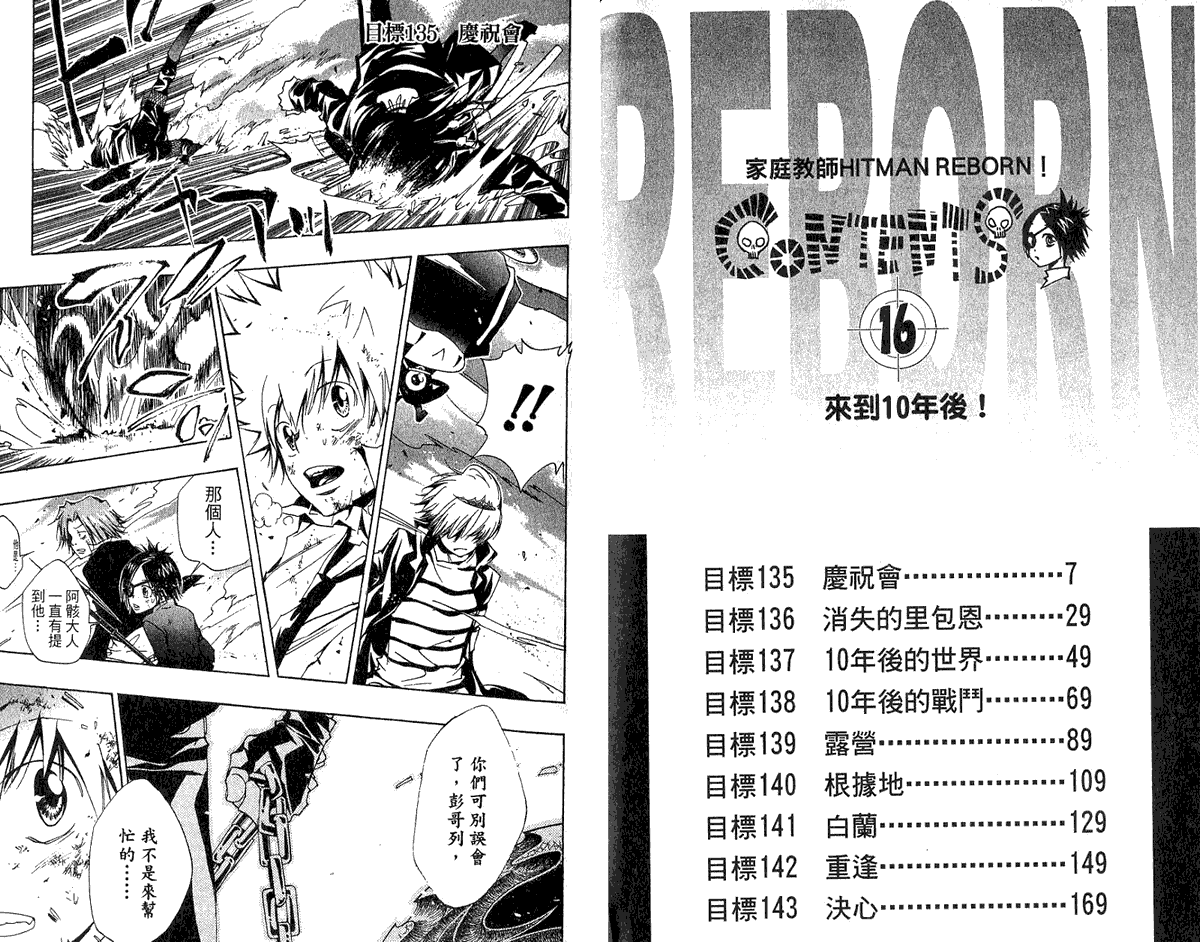 REBORN
家庭教師HITMAN REBORN！
CONTENTS
16
來到10年後！
目標135 慶祝會………………7
目標136 消失的里包恩………29
目標137 10年後的世界………49
目標138 10年後的戰鬥………69
目標139 露營…………………89
目標140 根據地………………109
目標141 白蘭…………………129
目標142 重逢…………………149
目標143 決心…………………169
目標135 慶祝會
!!
那個人…
他是…
阿骸大人
一直有提
到他…
你們可別誤會
了，彭哥列，
我不是來幫
忙的……